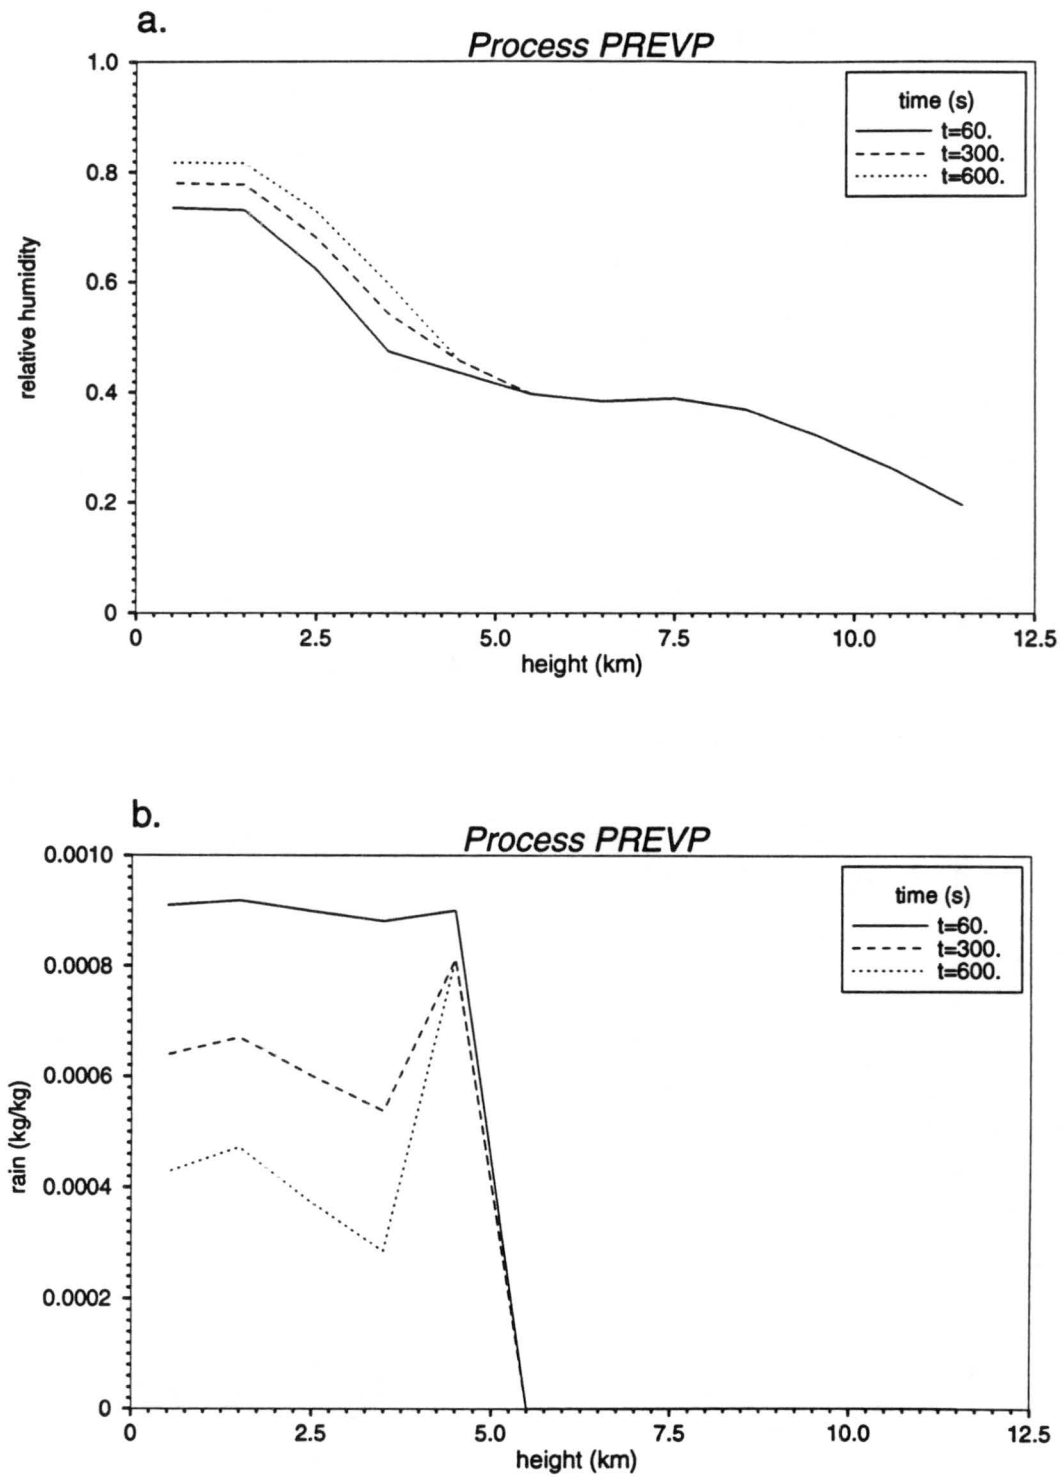 a.
Process PREVP
1.0
0.8
0.6
0.4
0.2
0
relative humidity
time (s)
t=60.
t=300.
t=600.
0 2.5 5.0 7.5 10.0 12.5
height (km)
b.
Process PREVP
0.0010
0.0008
0.0006
0.0004
0.0002
0
rain (kg/kg)
time (s)
t=60.
t=300.
t=600.
0 2.5 5.0 7.5 10.0 12.5
height (km)